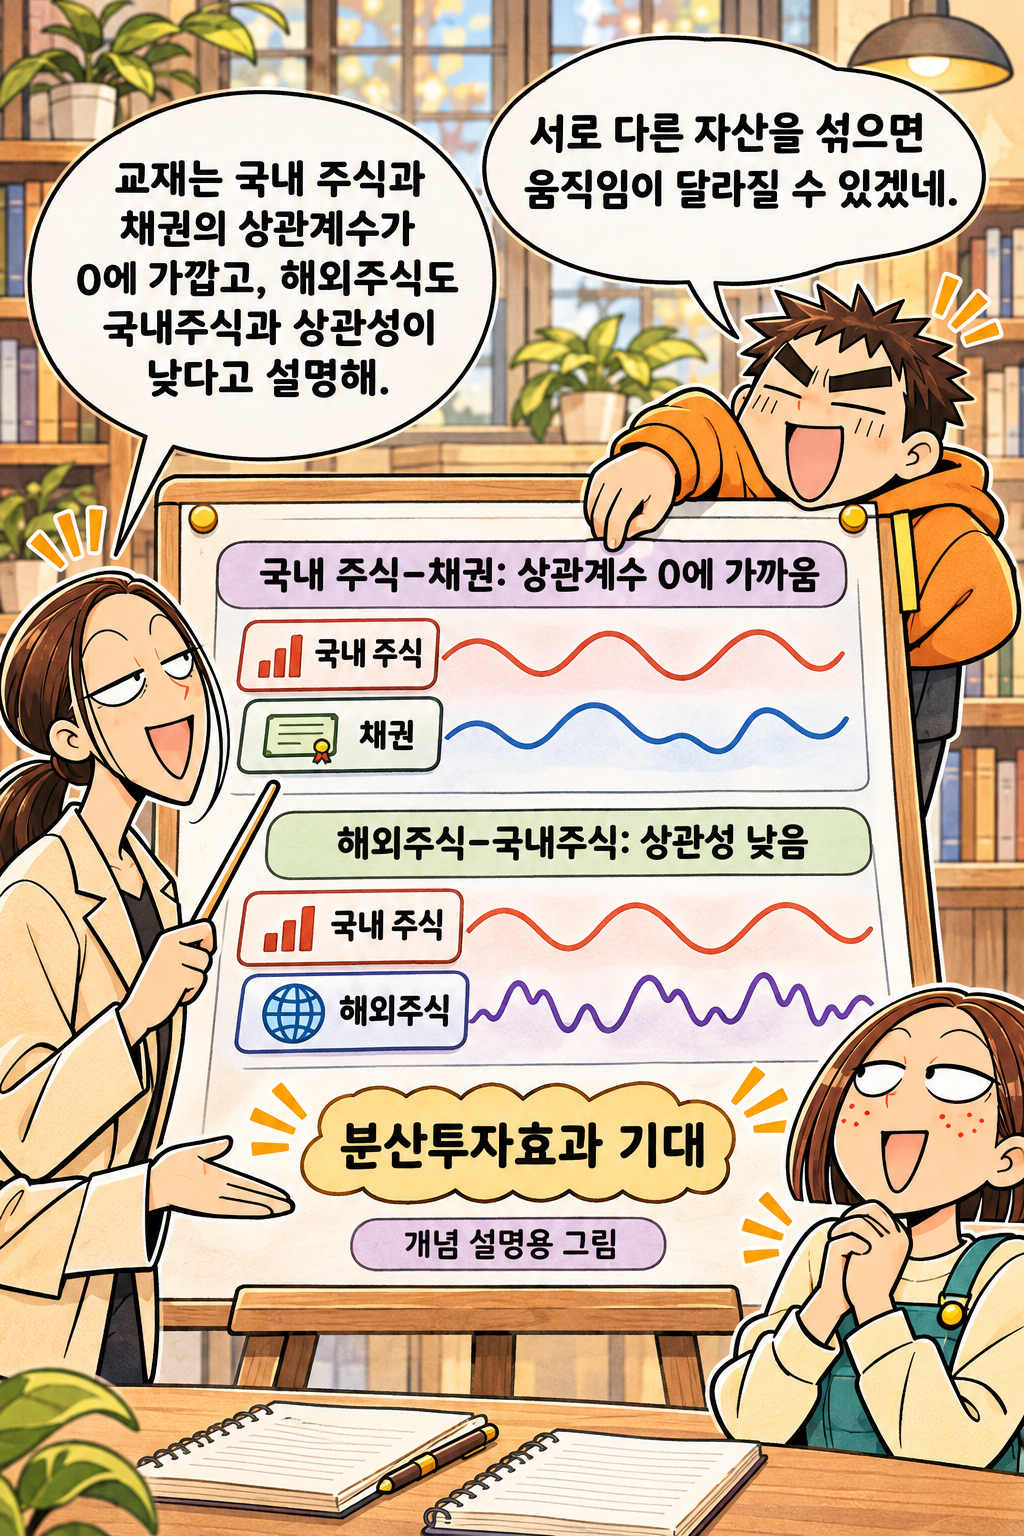 교재는 국내 주식과
채권의 상관계수가
0에 가깝고, 해외주식도
국내주식과 상관성이
낮다고 설명해.
서로 다른 자산을 섞으면
움직임이 달라질 수 있겠네.
국내 주식–채권: 상관계수 0에 가까움
국내 주식
채권
해외주식–국내주식: 상관성 낮음
국내 주식
해외주식
분산투자효과 기대
개념 설명용 그림